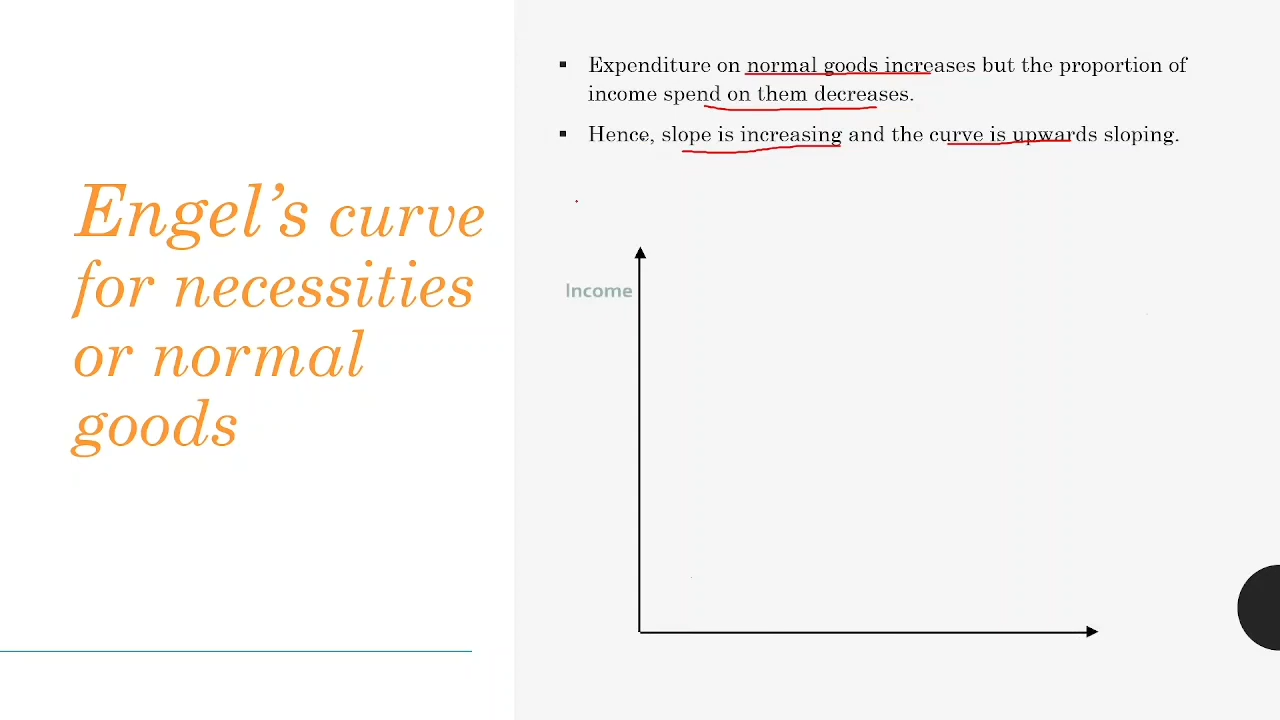 Engel’s curve
for necessities
or normal
goods
▪ Expenditure on normal goods increases but the proportion of
income spend on them decreases.
▪ Hence, slope is increasing and the curve is upwards sloping.
Income